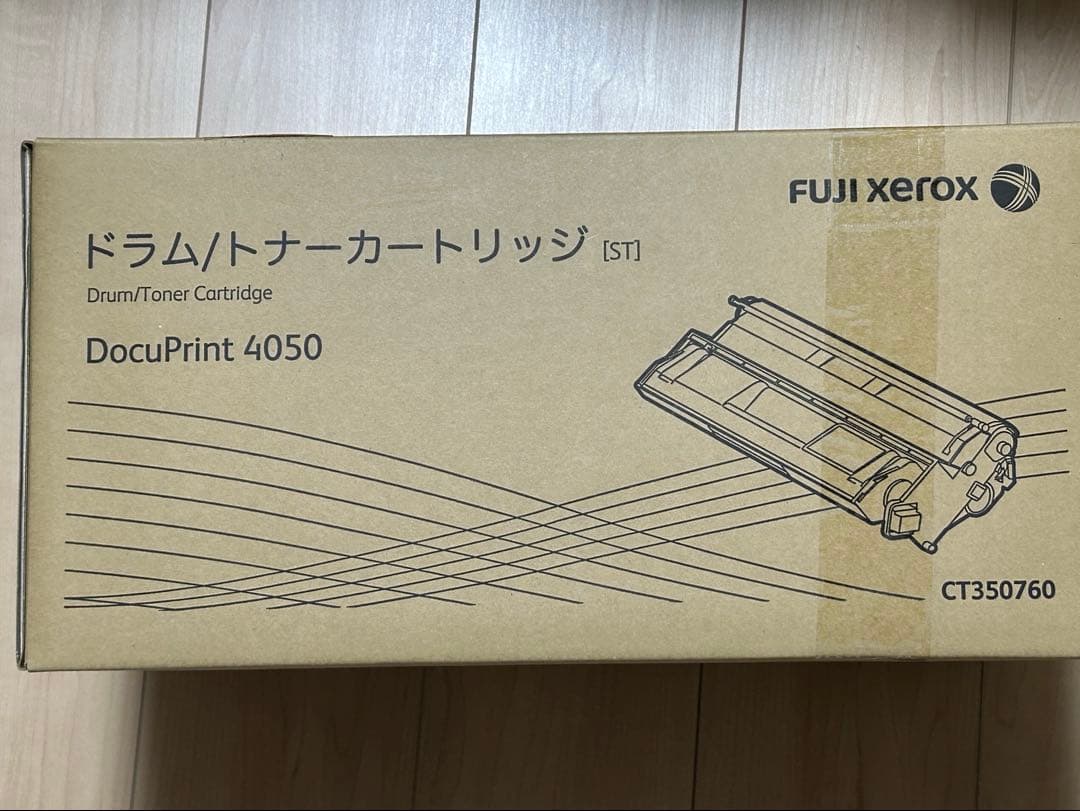 FUJI xerox
ドラム/トナーカートリッジ [ST]
Drum/Toner Cartridge
DocuPrint 4050
CT350760